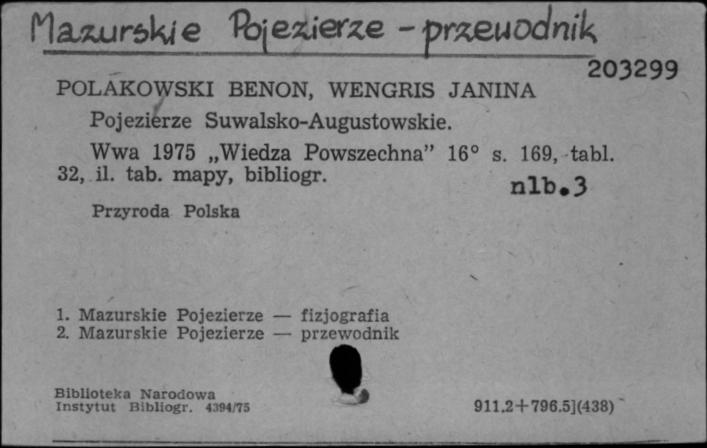 Mazurskie Pojezierze - przewodnik
203299
POLAKOWSKI BENON, WENGRIS JANINA
Pojezierze Suwalsko-Augustowskie.
Wwa 1975 „Wiedza Powszechna” 16° s. 169, tabl.
32, il. tab. mapy, bibliogr.
nlb.3
Przyroda Polska
1. Mazurskie Pojezierze — fizjografia
2. Mazurskie Pojezierze — przewodnik
Biblioteka Narodowa
Instytut Bibliogr. 4394/75
911.2+796.5](438)